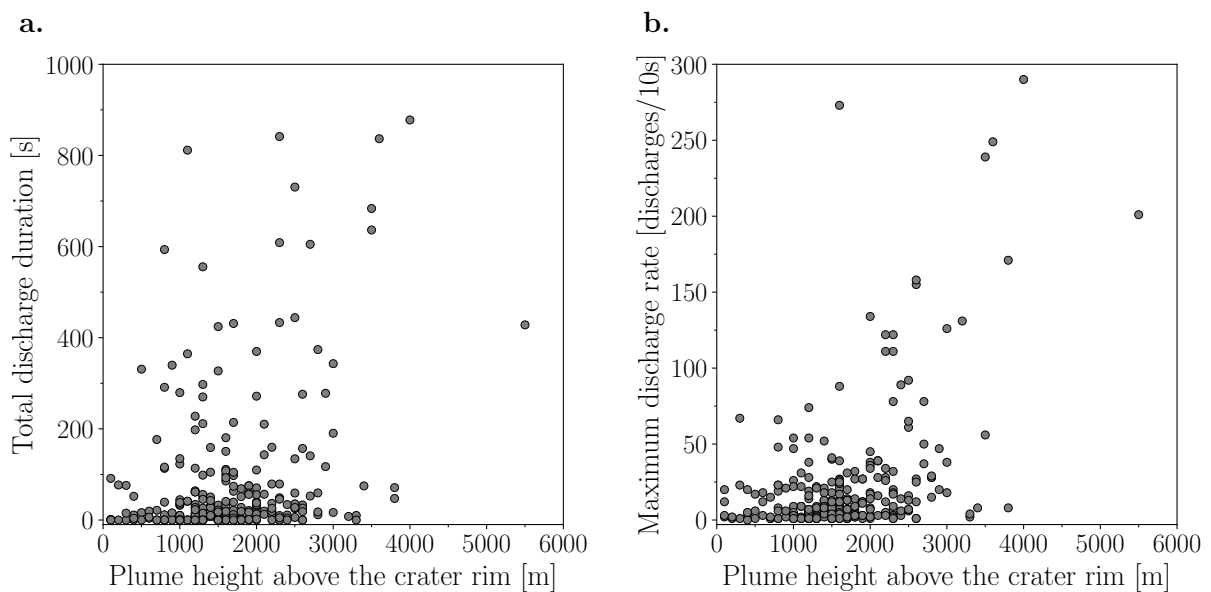 a.
Total discharge duration [s]
1000
800
600
400
200
0
0 1000 2000 3000 4000 5000 6000
Plume height above the crater rim [m]
b.
Maximum discharge rate [discharges/10s]
300
250
200
150
100
50
0
0 1000 2000 3000 4000 5000 6000
Plume height above the crater rim [m]